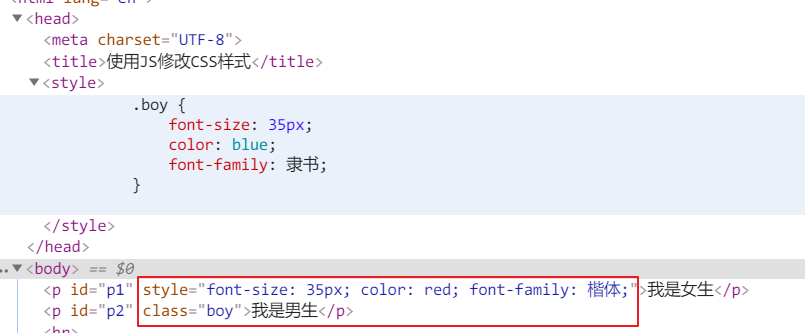 <html lang="en">
▼<head>
<meta charset="UTF-8">
<title>使用JS修改CSS样式</title>
▼<style>
.boy {
font-size: 35px;
color: blue;
font-family: 隶书;
}
</style>
</head>
..▼<body> == $0
<p id="p1" style="font-size: 35px; color: red; font-family: 楷体;">我是女生</p>
<p id="p2" class="boy">我是男生</p>
<hr>